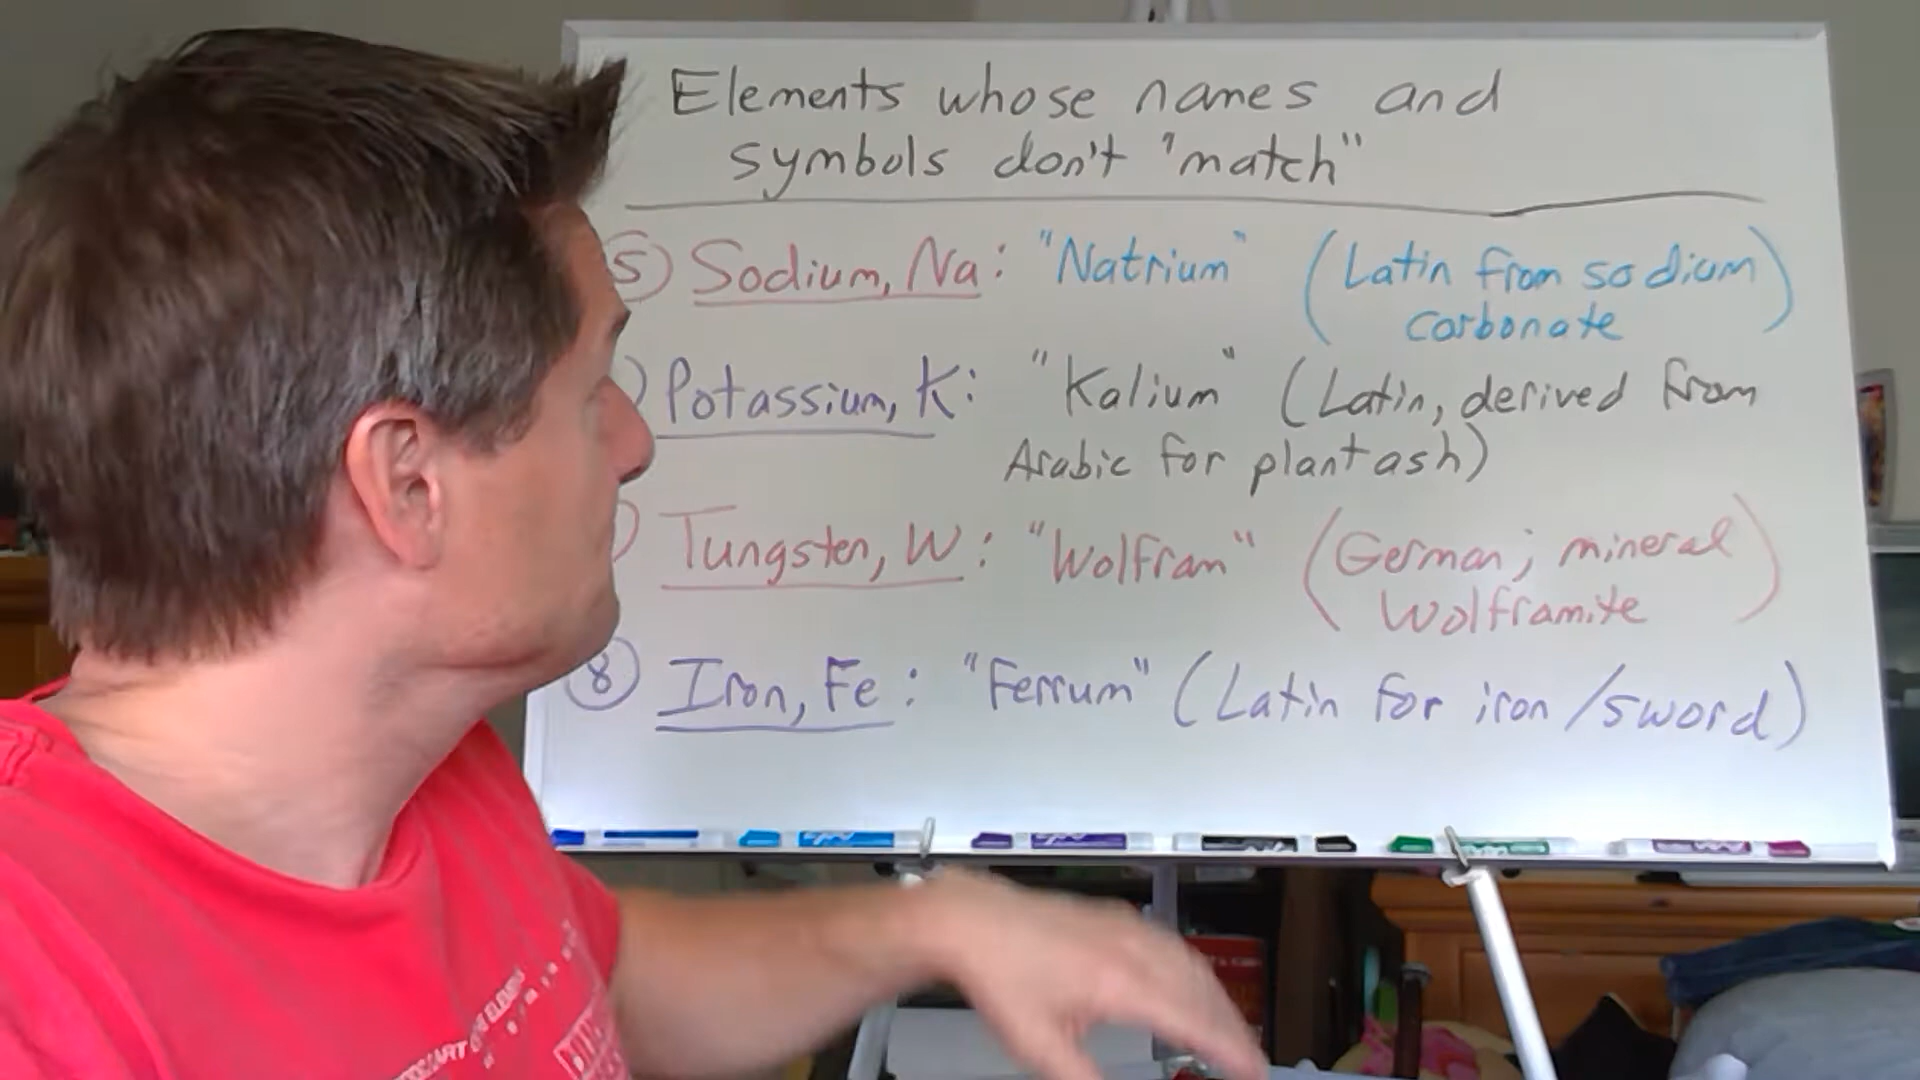 Elements whose names and
symbols don't "match"
5) Sodium, Na: "Natrium" (Latin from sodium
carbonate)
) Potassium, K: "Kalium" (Latin, derived from
Arabic for plant ash)
) Tungsten, W: "Wolfram" (German; mineral
Wolframite)
8 Iron, Fe: "Ferrum" (Latin for iron/sword)